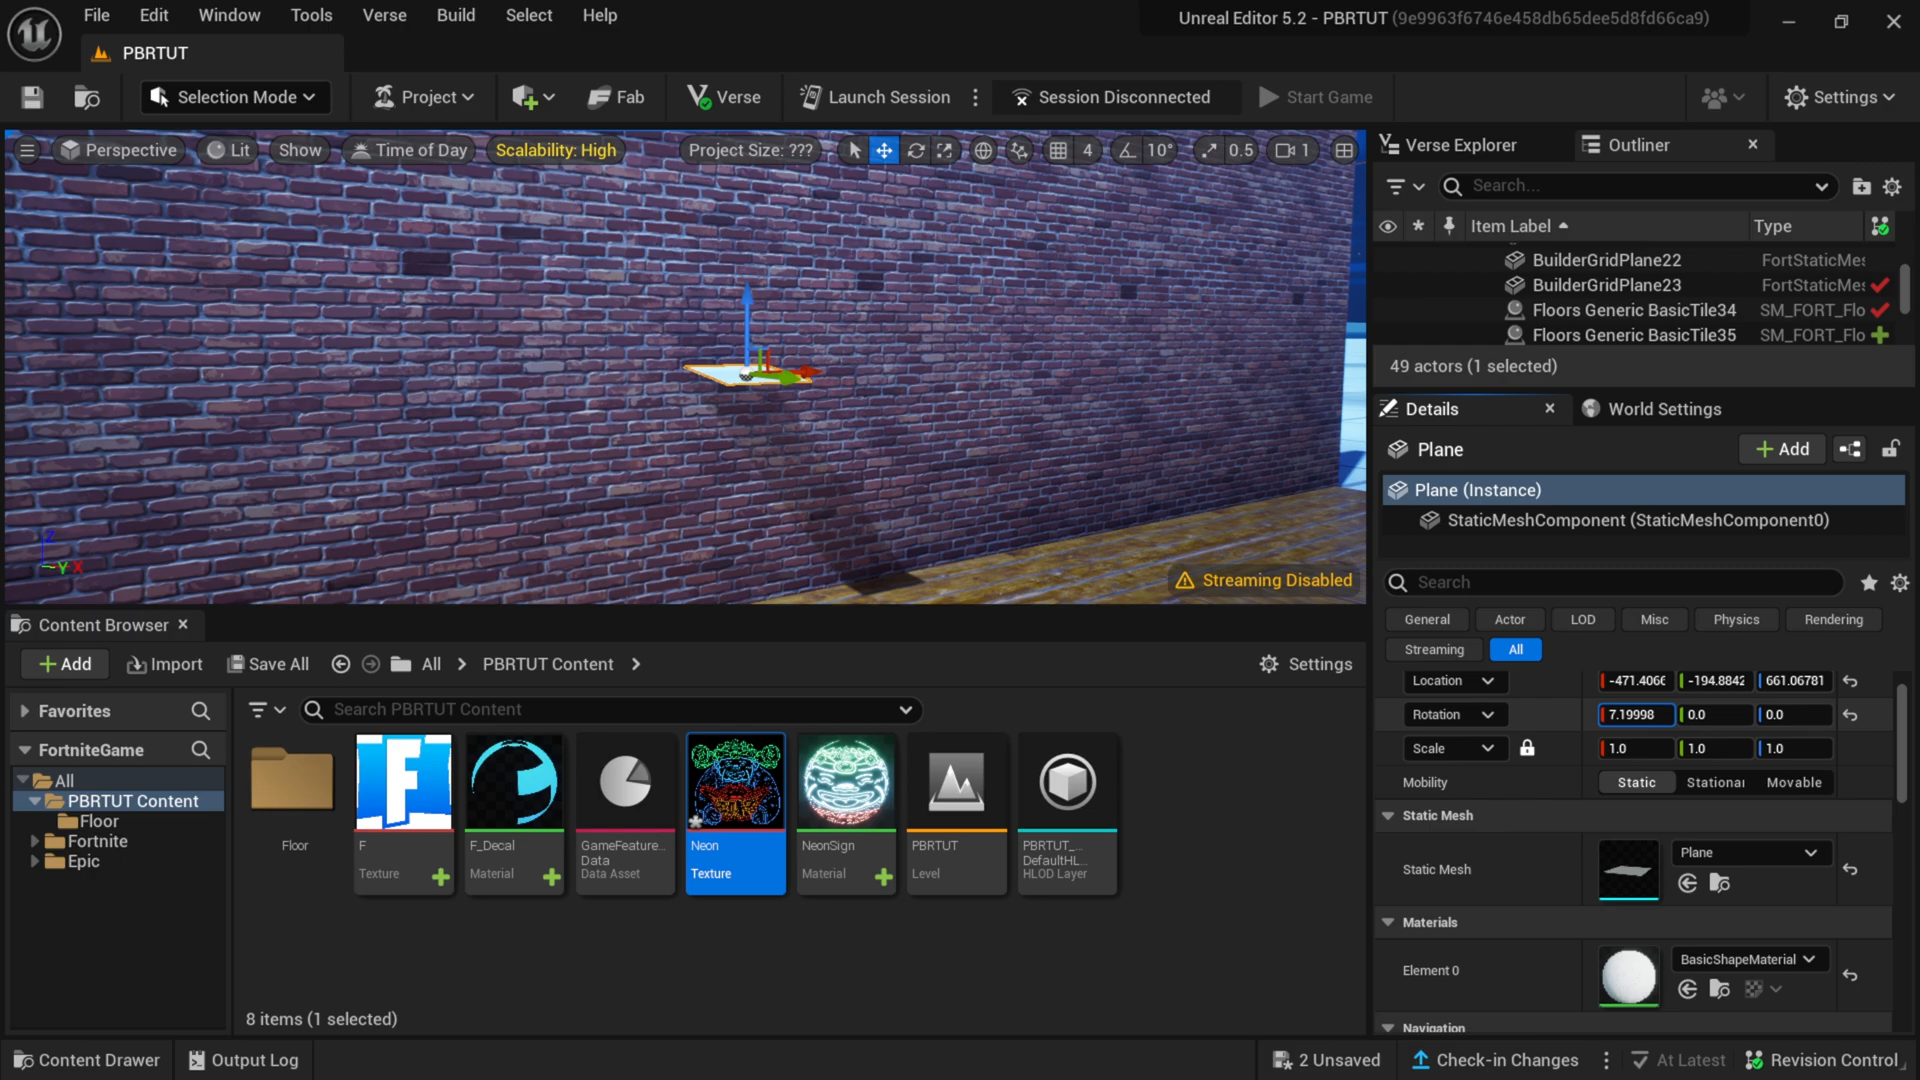 File Edit Window Tools Verse Build Select Help
Unreal Editor 5.2 - PBRTUT (9e9963f6746e458db65dee5d8fd66ca9)
PBRTUT
Selection Mode Project Fab Verse Launch Session Session Disconnected Start Game Settings
Perspective Lit Show Time of Day Scalability: High Project Size: ??? 4 10° 0.5 1
Z
Y X
Streaming Disabled
Verse Explorer Outliner
Search...
Item Label Type
BuilderGridPlane22 FortStaticMes
BuilderGridPlane23 FortStaticMes
Floors Generic BasicTile34 SM_FORT_Flo
Floors Generic BasicTile35 SM_FORT_Flo
49 actors (1 selected)
Details World Settings
Plane Add
Plane (Instance)
StaticMeshComponent (StaticMeshComponent0)
Search
General Actor LOD Misc Physics Rendering
Streaming All
Location -471.4066 -194.8842 661.06781
Rotation 7.19998 0.0 0.0
Scale 1.0 1.0 1.0
Mobility Static Stationar Movable
Static Mesh
Static Mesh Plane
Materials
Element 0 BasicShapeMaterial
Navigation
Content Browser
Add Import Save All All PBRTUT Content Settings
Favorites
FortniteGame
All
PBRTUT Content
Floor
Fortnite
Epic
Search PBRTUT Content
Floor
F
Texture
F_Decal
Material
GameFeature...
Data
Data Asset
Neon
Texture
NeonSign
Material
PBRTUT
Level
PBRTUT_...
DefaultHL...
HLOD Layer
8 items (1 selected)
Content Drawer Output Log 2 Unsaved Check-in Changes At Latest Revision Control